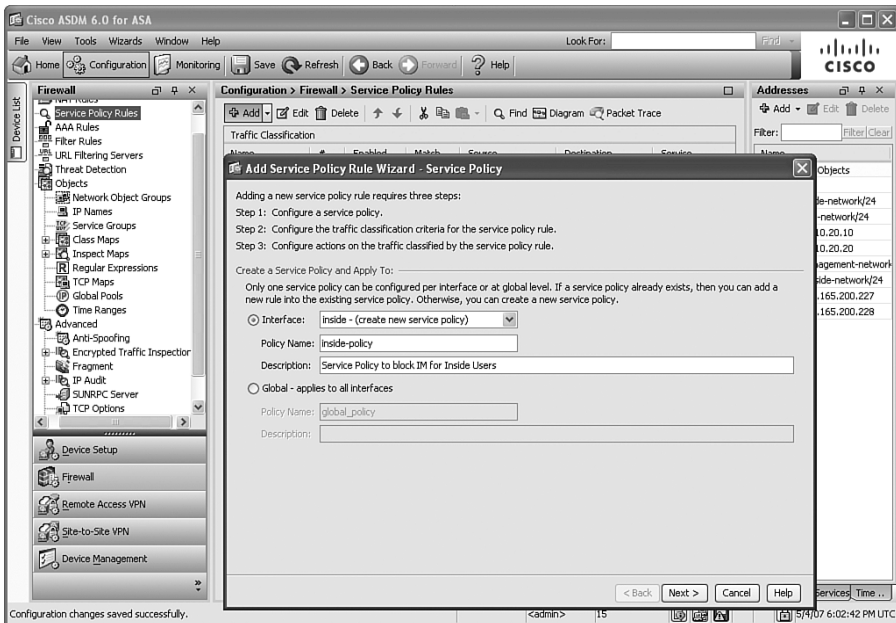 Cisco ASDM 6.0 for ASA
File View Tools Wizards Window Help
Look For:
Find
Home Configuration Monitoring Save Refresh Back Forward Help
CISCO
Device List
Firewall
NAT Rules
Service Policy Rules
AAA Rules
Filter Rules
URL Filtering Servers
Threat Detection
Objects
Network Object Groups
IP Names
Service Groups
Class Maps
Inspect Maps
Regular Expressions
TCP Maps
Global Pools
Time Ranges
Advanced
Anti-Spoofing
Encrypted Traffic Inspection
Fragment
IP Audit
SUNRPC Server
TCP Options
Device Setup
Firewall
Remote Access VPN
Site-to-Site VPN
Device Management
Configuration > Firewall > Service Policy Rules
Add Edit Delete Find Diagram Packet Trace
Traffic Classification
Name # Enabled Match Source Destination Service
Addresses
Add Edit Delete
Filter: Filter Clear
Name
Objects
de-network/24
-network/24
10.20.10
10.20.20
agement-network
side-network/24
.165.200.227
.165.200.228
Services Time ..
Add Service Policy Rule Wizard - Service Policy
Adding a new service policy rule requires three steps:
Step 1: Configure a service policy.
Step 2: Configure the traffic classification criteria for the service policy rule.
Step 3: Configure actions on the traffic classified by the service policy rule.
Create a Service Policy and Apply To:
Only one service policy can be configured per interface or at global level. If a service policy already exists, then you can add a
new rule into the existing service policy. Otherwise, you can create a new service policy.
Interface: inside - (create new service policy)
Policy Name: inside-policy
Description: Service Policy to block IM for Inside Users
Global - applies to all interfaces
Policy Name: global_policy
Description:
< Back Next > Cancel Help
Configuration changes saved successfully.
<admin> 15 5/4/07 6:02:42 PM UTC